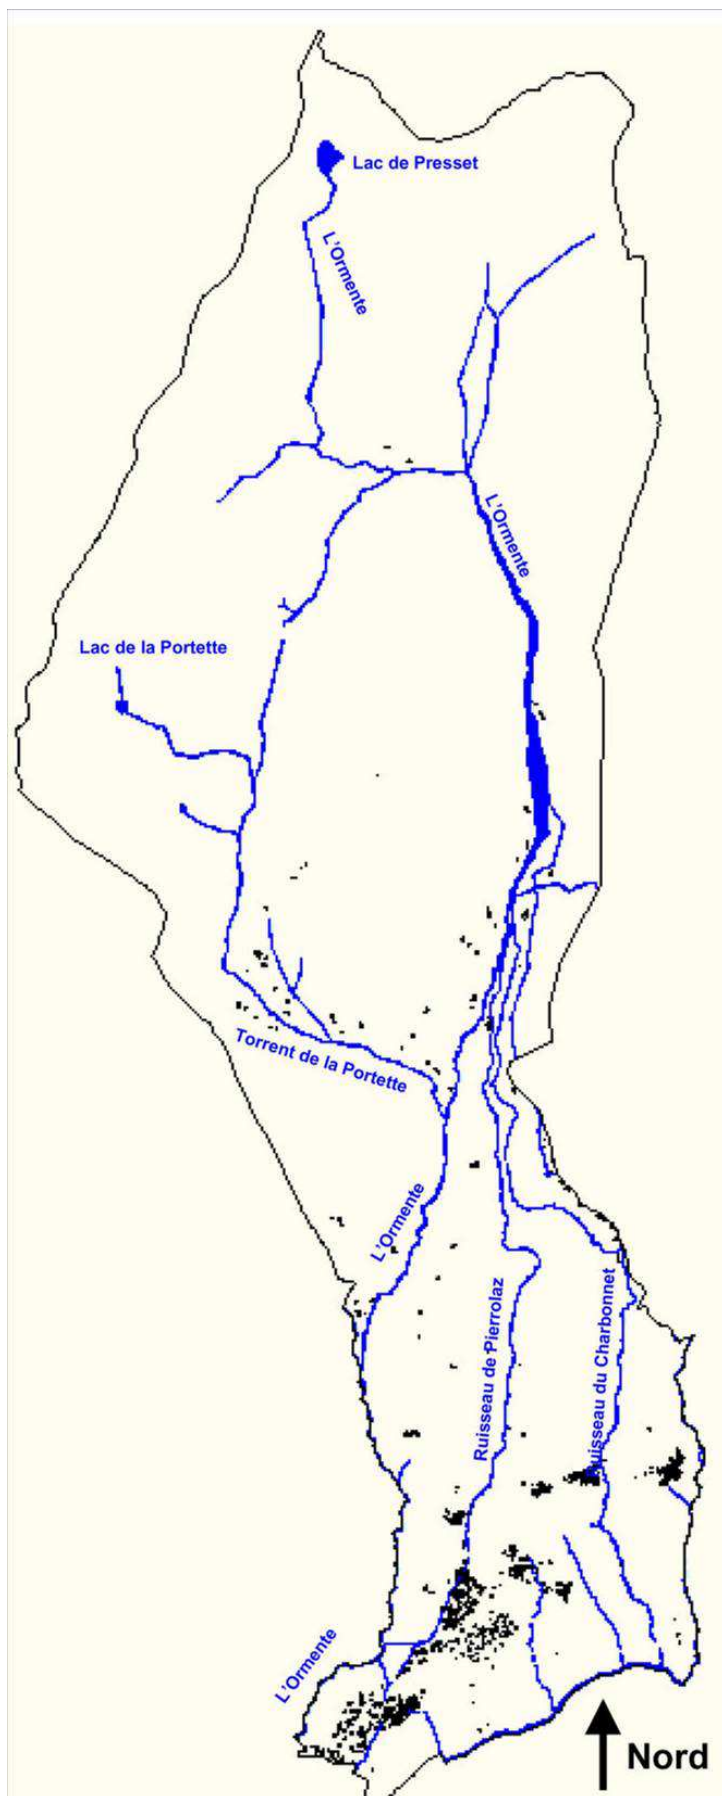 Lac de Presset
L'Ormente
L'Ormente
Lac de la Portette
Torrent de la Portette
L'Ormente
Ruisseau de Pierrolaz
Ruisseau du Charbonnet
L'Ormente
Nord